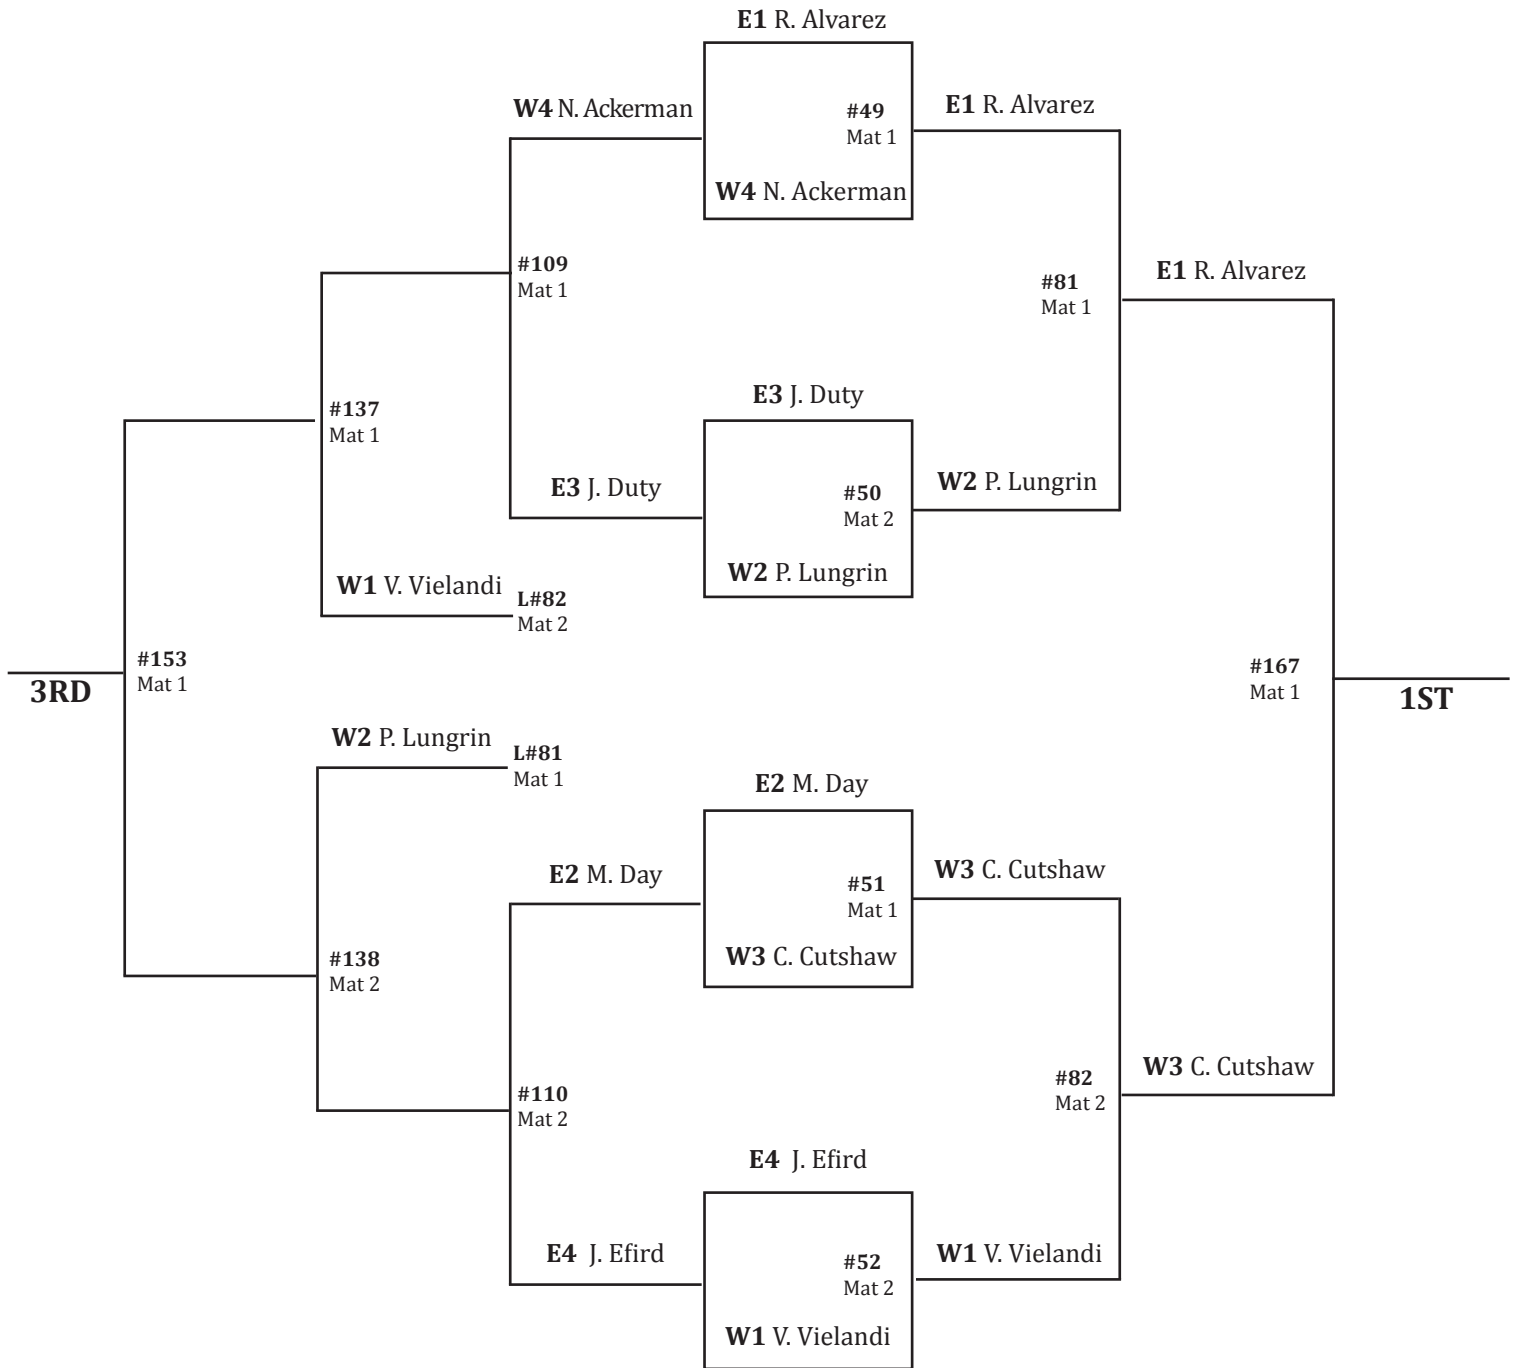 E1 R. Alvarez
W4 N. Ackerman
#49
Mat 1
E1 R. Alvarez
W4 N. Ackerman
#109
Mat 1
#81
Mat 1
E1 R. Alvarez
E3 J. Duty
#137
Mat 1
E3 J. Duty
#50
Mat 2
W2 P. Lungrin
W2 P. Lungrin
W1 V. Vielandi
L#82
Mat 2
#153
Mat 1
3RD
#167
Mat 1
1ST
W2 P. Lungrin
L#81
Mat 1
E2 M. Day
E2 M. Day
#51
Mat 1
W3 C. Cutshaw
W3 C. Cutshaw
#138
Mat 2
#110
Mat 2
#82
Mat 2
W3 C. Cutshaw
E4 J. Efird
E4 J. Efird
#52
Mat 2
W1 V. Vielandi
W1 V. Vielandi